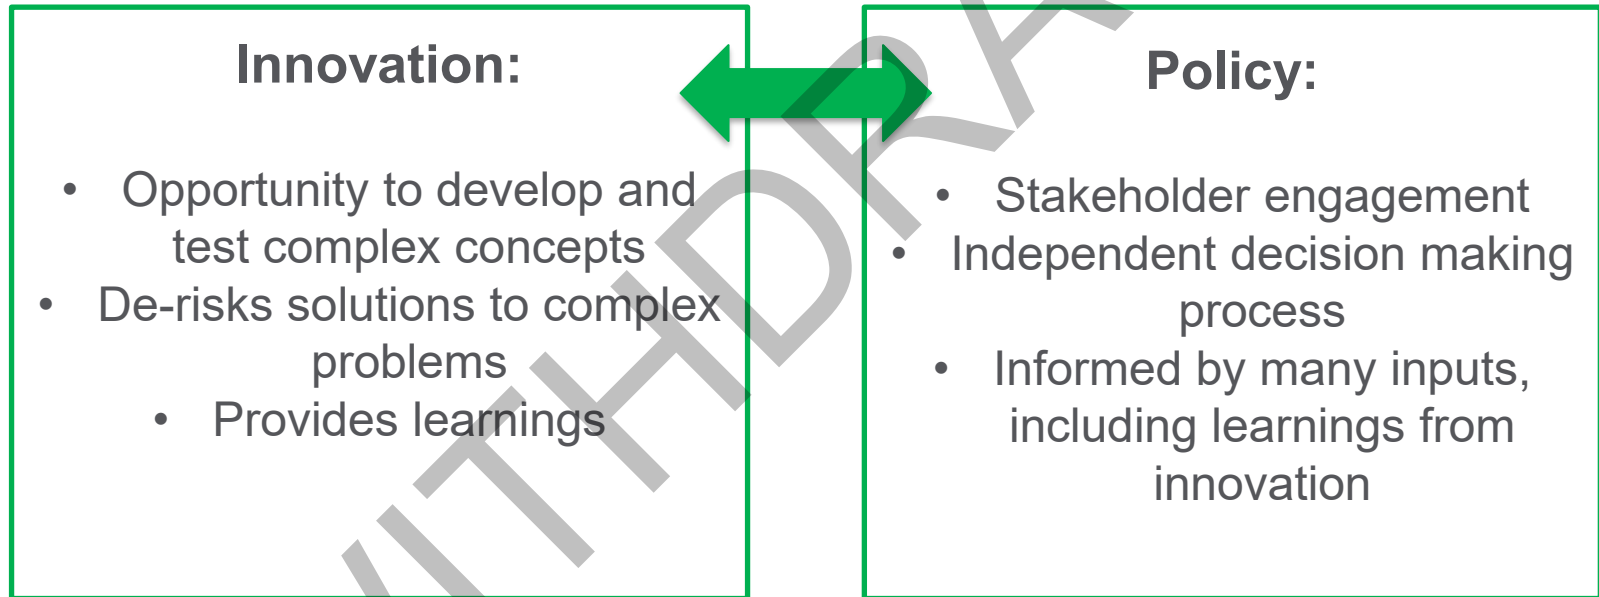 Innovation:
• Opportunity to develop and
test complex concepts
• De-risks solutions to complex
problems
• Provides learnings
Policy:
• Stakeholder engagement
• Independent decision making
process
• Informed by many inputs,
including learnings from
innovation